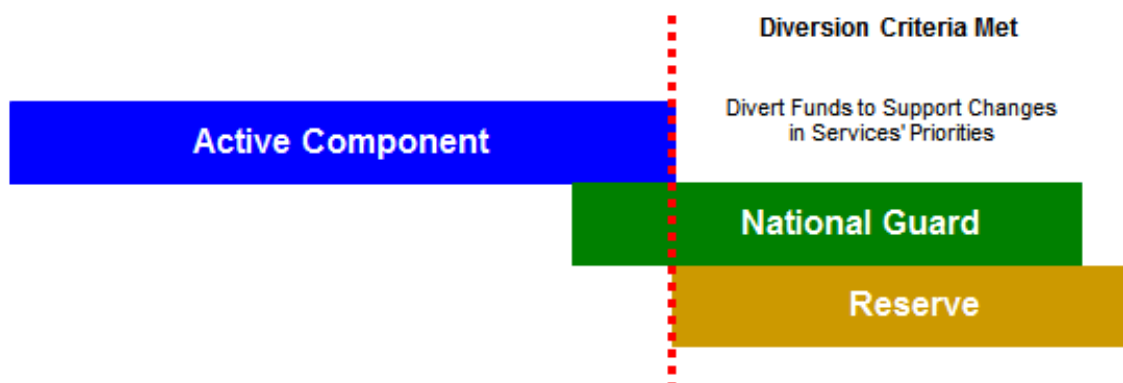 Diversion Criteria Met
Divert Funds to Support Changes
in Services' Priorities
Active Component
National Guard
Reserve